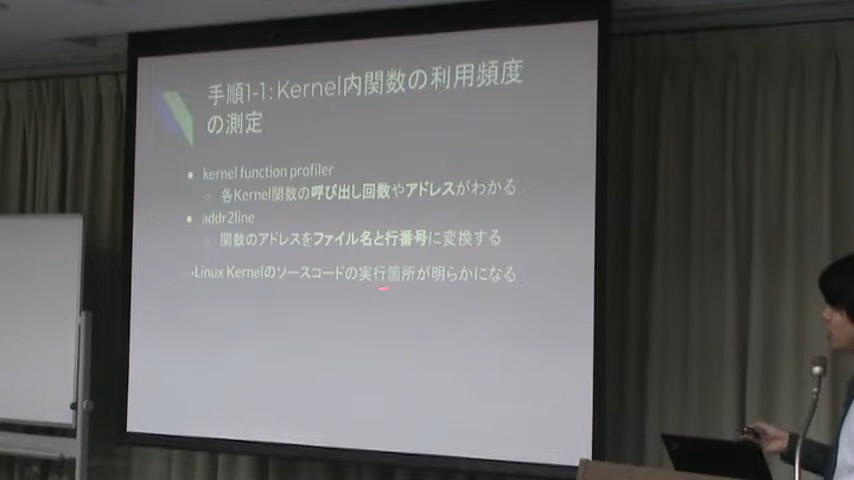 手順1-1:Kernel内関数の利用頻度
の測定
● kernel function profiler
○ 各Kernel関数の呼び出し回数やアドレスがわかる
● addr2line
○ 関数のアドレスをファイル名と行番号に変換する
→Linux Kernelのソースコードの実行箇所が明らかになる